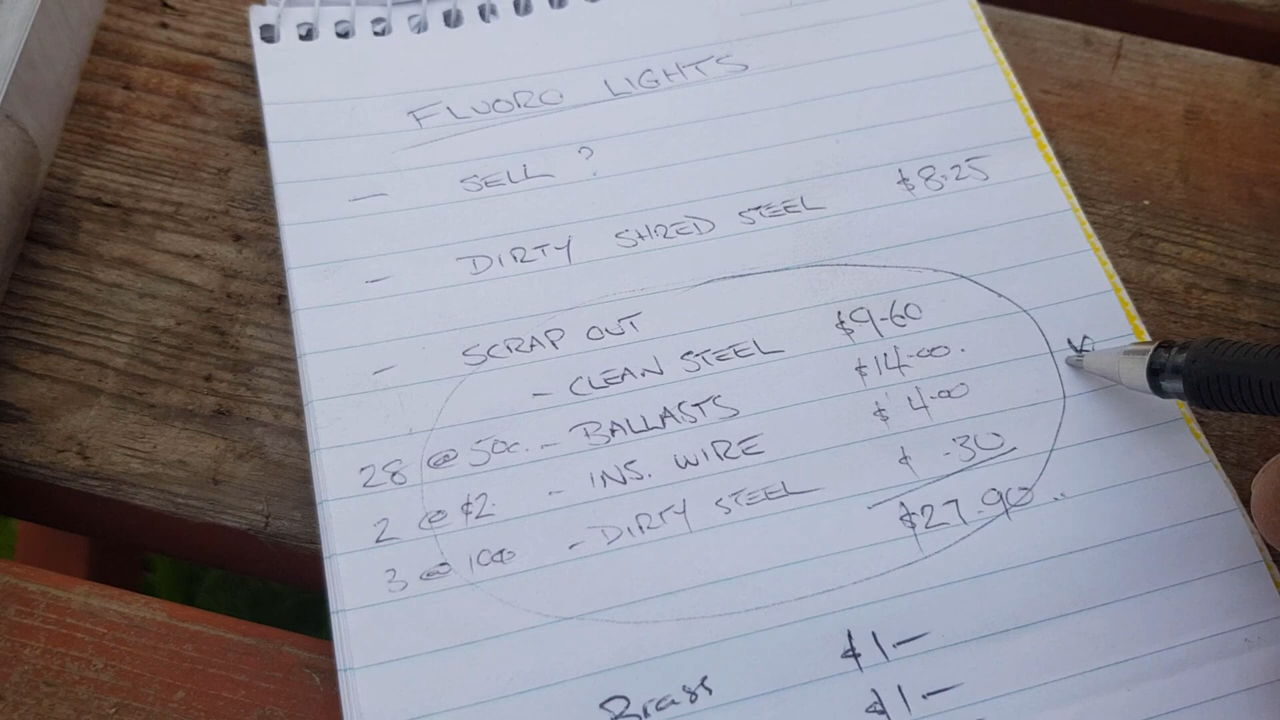 FLUORO LIGHTS
- SELL ?
- DIRTY SHRED STEEL $8.25
- SCRAP OUT
- CLEAN STEEL $9.60
28 @ 50c. - BALLASTS $14.00.
2 @ $2. - INS. WIRE $4.00
3 @ 10c - DIRTY STEEL $ .30
$27.90..
Brass $1-
$1-